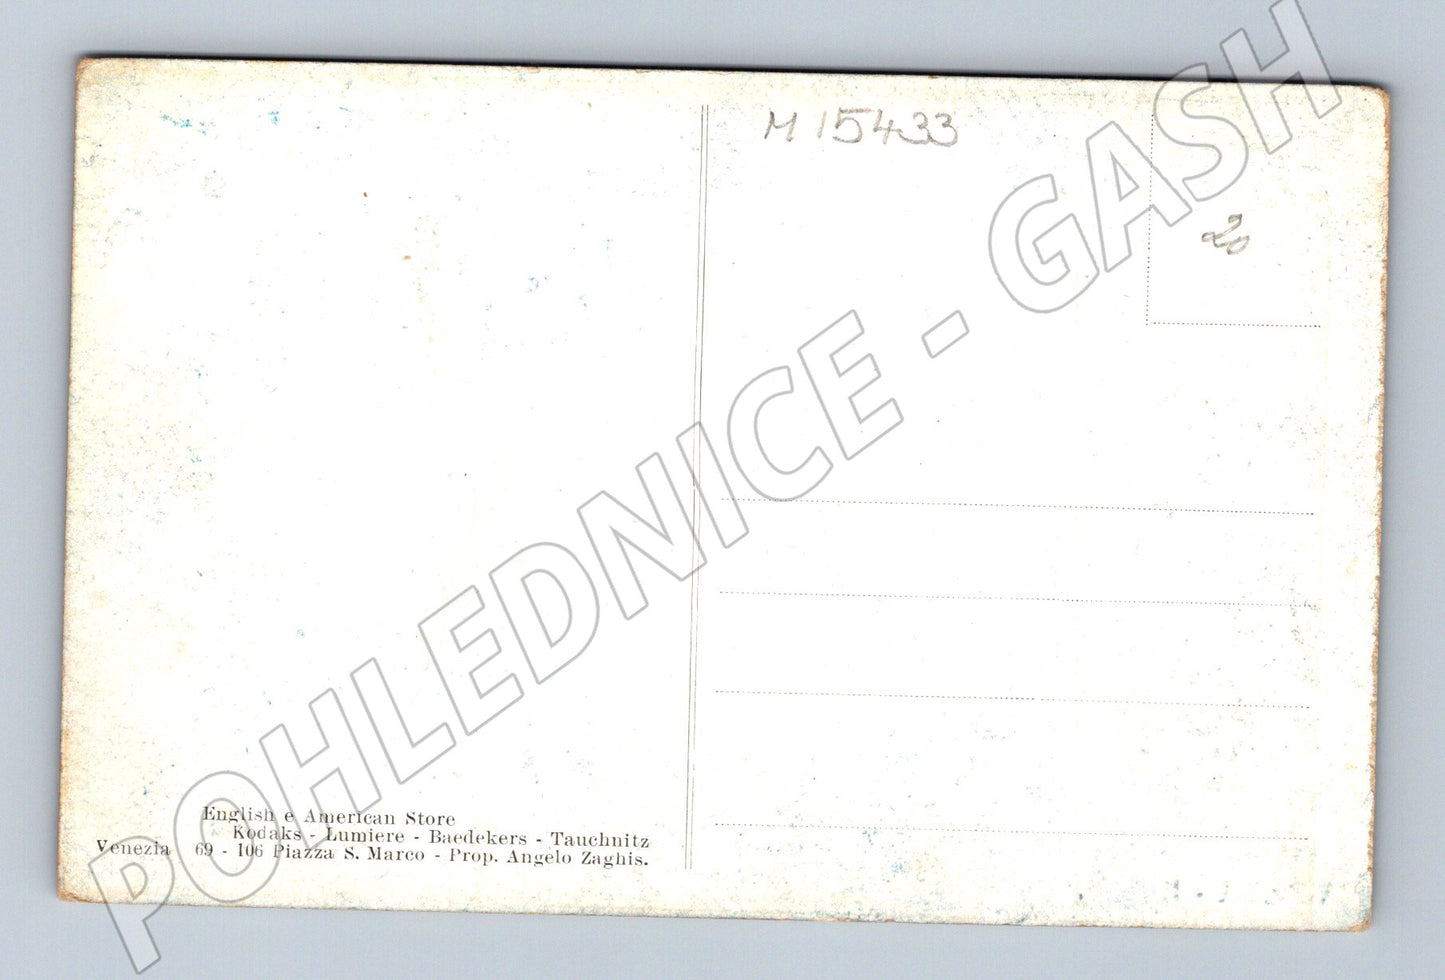 M 15433
20
English e American Store
Kodaks - Lumiere - Baedekers - Tauchnitz
Venezia 69 - 106 Piazza S. Marco - Prop. Angelo Zaghis.
POHLEDNICE - GASH